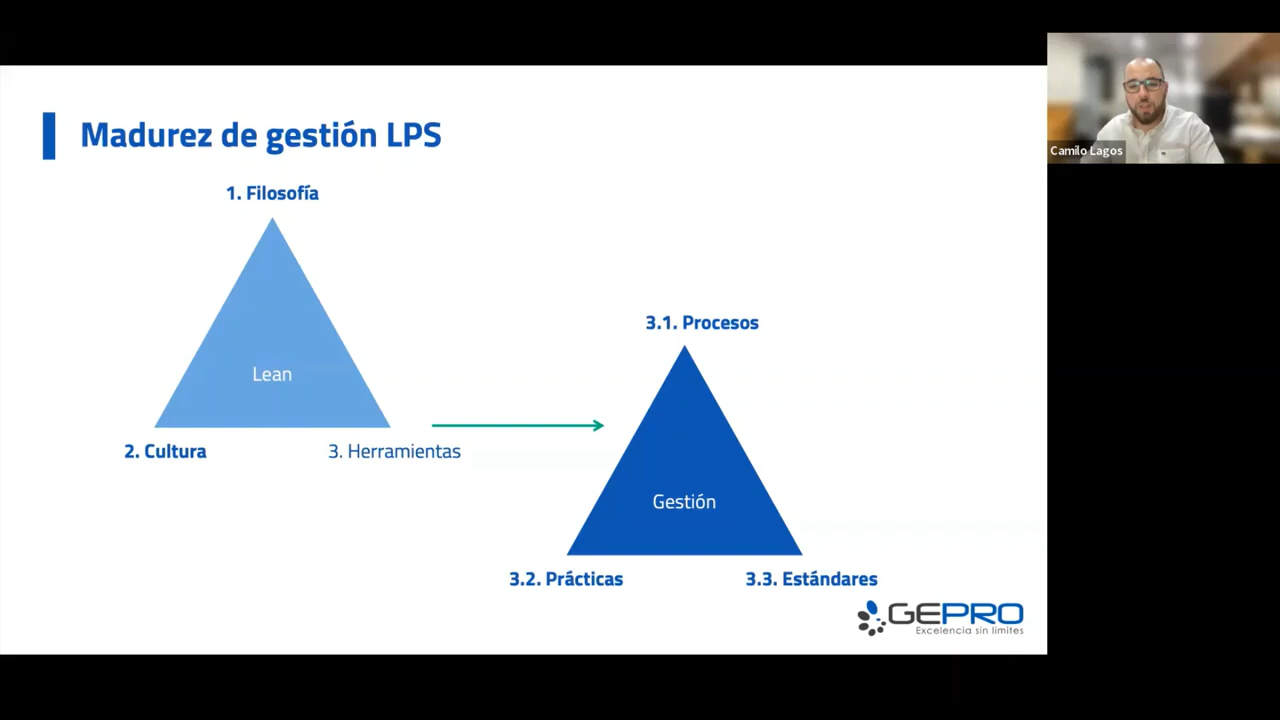 Madurez de gestión LPS
1. Filosofía
Lean
2. Cultura
3. Herramientas
3.1. Procesos
Gestión
3.2. Prácticas
3.3. Estándares
GEPRO
Excelencia sin límites
Camilo Lagos